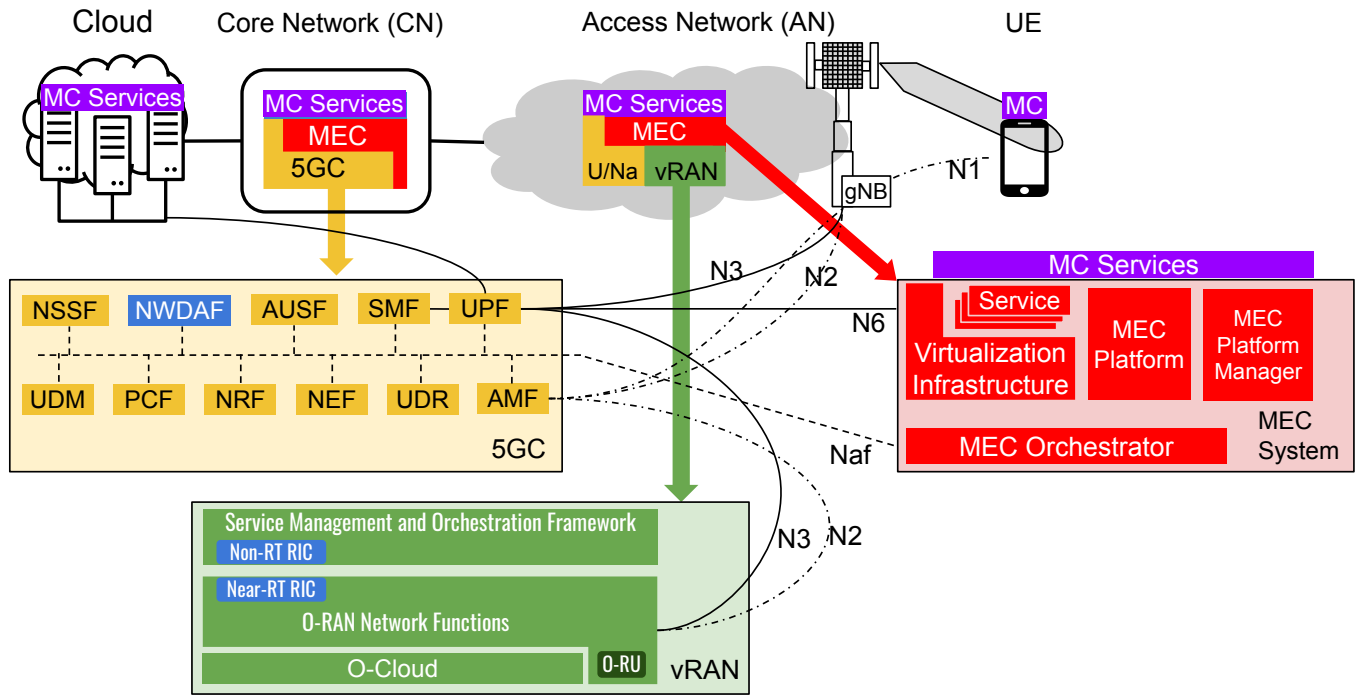 Cloud
Core Network (CN)
Access Network (AN)
UE
MC Services
MC Services
MEC
5GC
MC Services
MEC
U/Na
vRAN
gNB
MC
N1
N3
N2
NSSF
NWDAF
AUSF
SMF
UPF
UDM
PCF
NRF
NEF
UDR
AMF
5GC
N6
Naf
MC Services
Service
Virtualization
Infrastructure
MEC
Platform
MEC
Platform
Manager
MEC Orchestrator
MEC
System
Service Management and Orchestration Framework
Non-RT RIC
Near-RT RIC
O-RAN Network Functions
O-Cloud
O-RU
vRAN
N3
N2